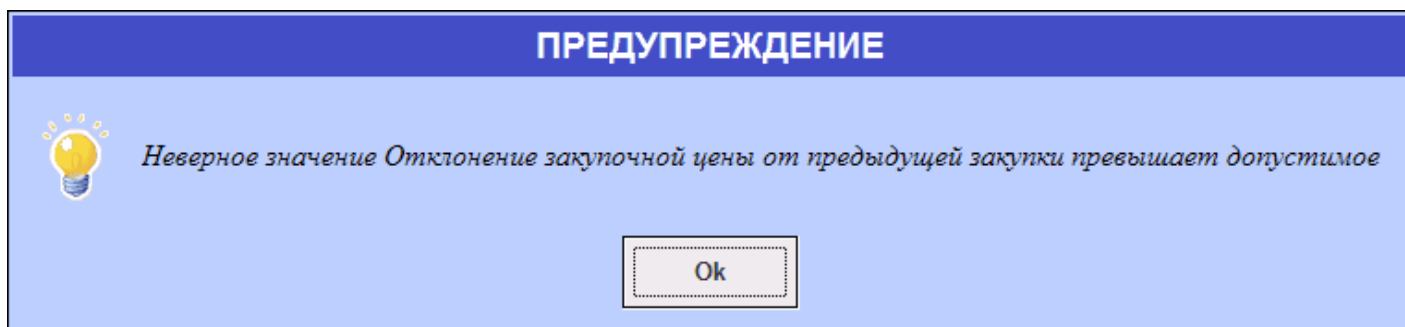 ПРЕДУПРЕЖДЕНИЕ
Неверное значение Отклонение закупочной цены от предыдущей закупки превышает допустимое
Ok